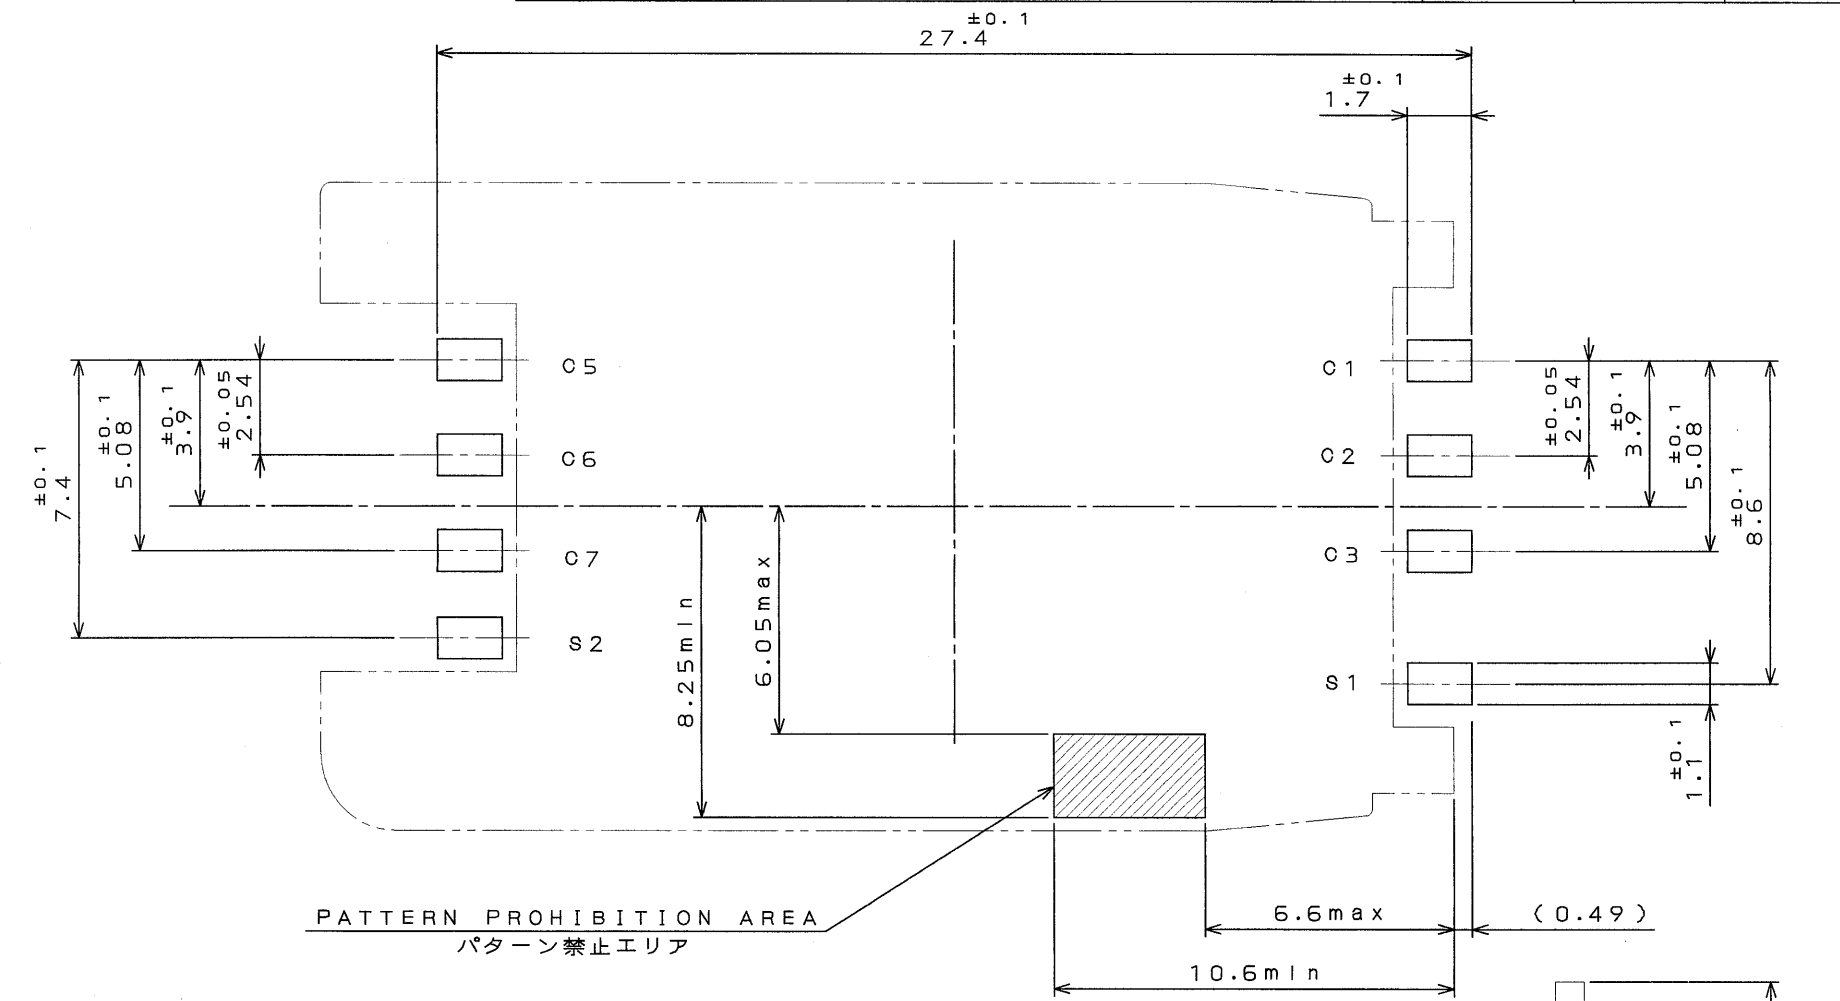 ±0.1
27.4
±0.1
1.7
C5
C1
±0.05
2.54
±0.1
3.9
±0.1
5.08
±0.1
7.4
C6
C2
±0.05
2.54
±0.1
3.9
±0.1
5.08
±0.1
8.6
C7
C3
S2
S1
8.25min
6.05max
±0.1
1.1
PATTERN PROHIBITION AREA
パターン禁止エリア
6.6max
(0.49)
10.6min